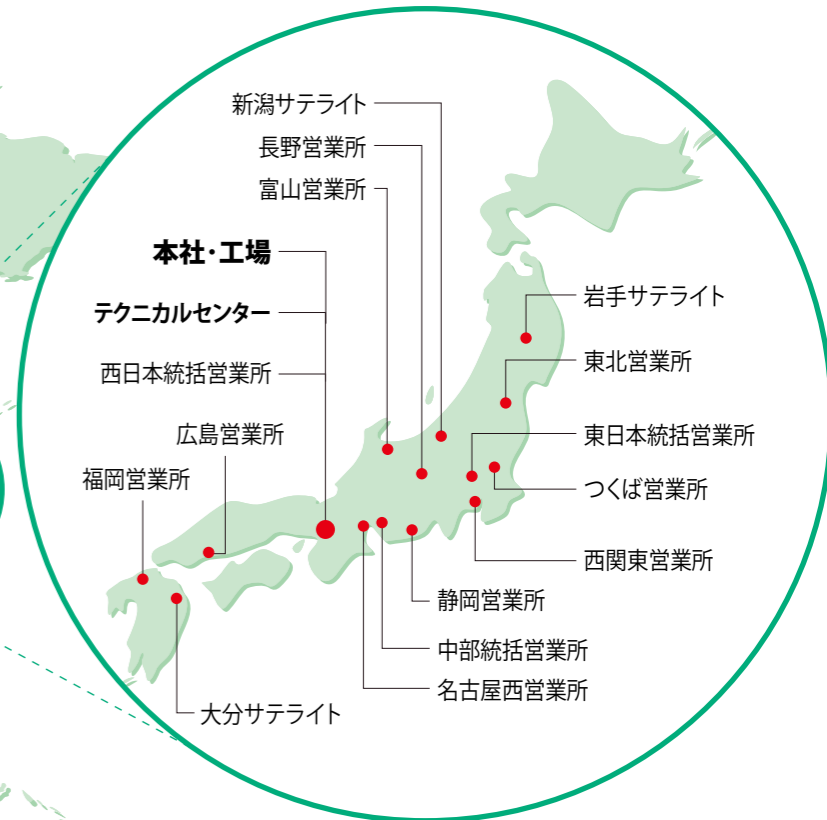 新潟サテライト
長野営業所
富山営業所
本社・工場
テクニカルセンター
西日本統括営業所
広島営業所
福岡営業所
大分サテライト
岩手サテライト
東北営業所
東日本統括営業所
つくば営業所
西関東営業所
静岡営業所
中部統括営業所
名古屋西営業所